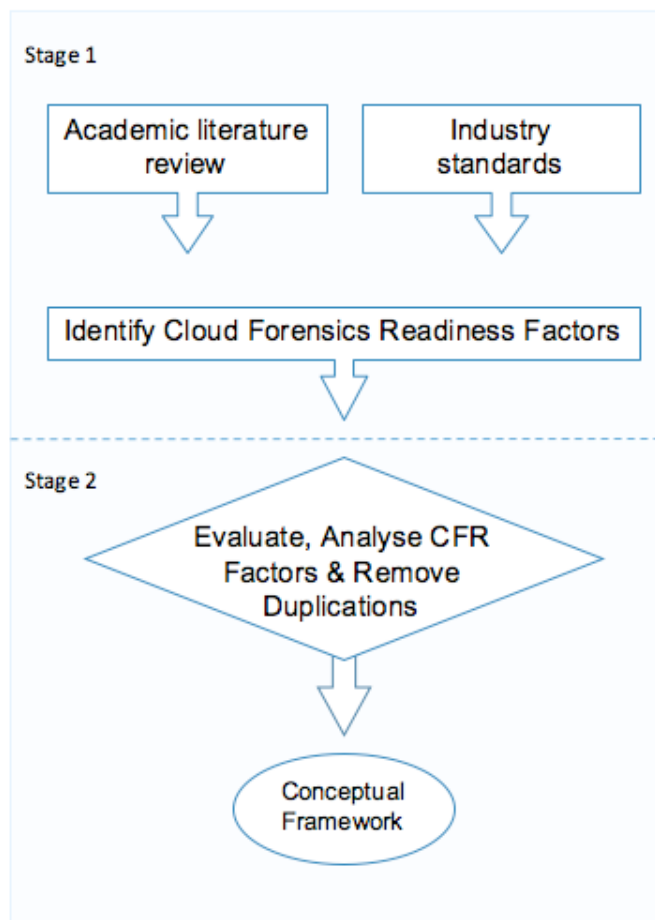 Stage 1
Academic literature
review
Industry
standards
Identify Cloud Forensics Readiness Factors
Stage 2
Evaluate, Analyse CFR
Factors & Remove
Duplications
Conceptual
Framework